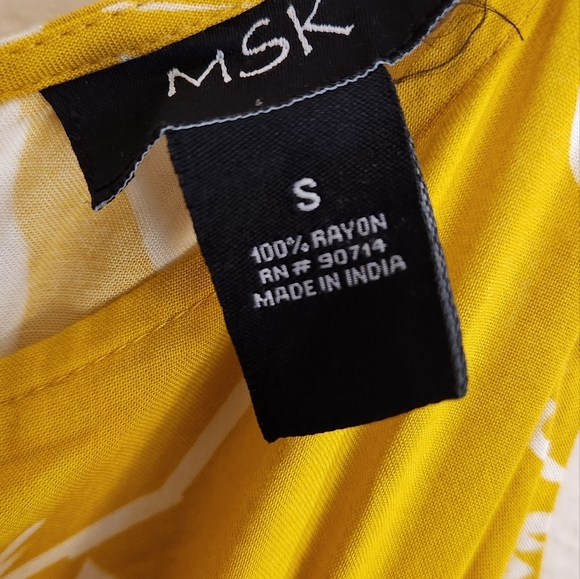 MSK
S
100% RAYON
RN# 90714
MADE IN INDIA